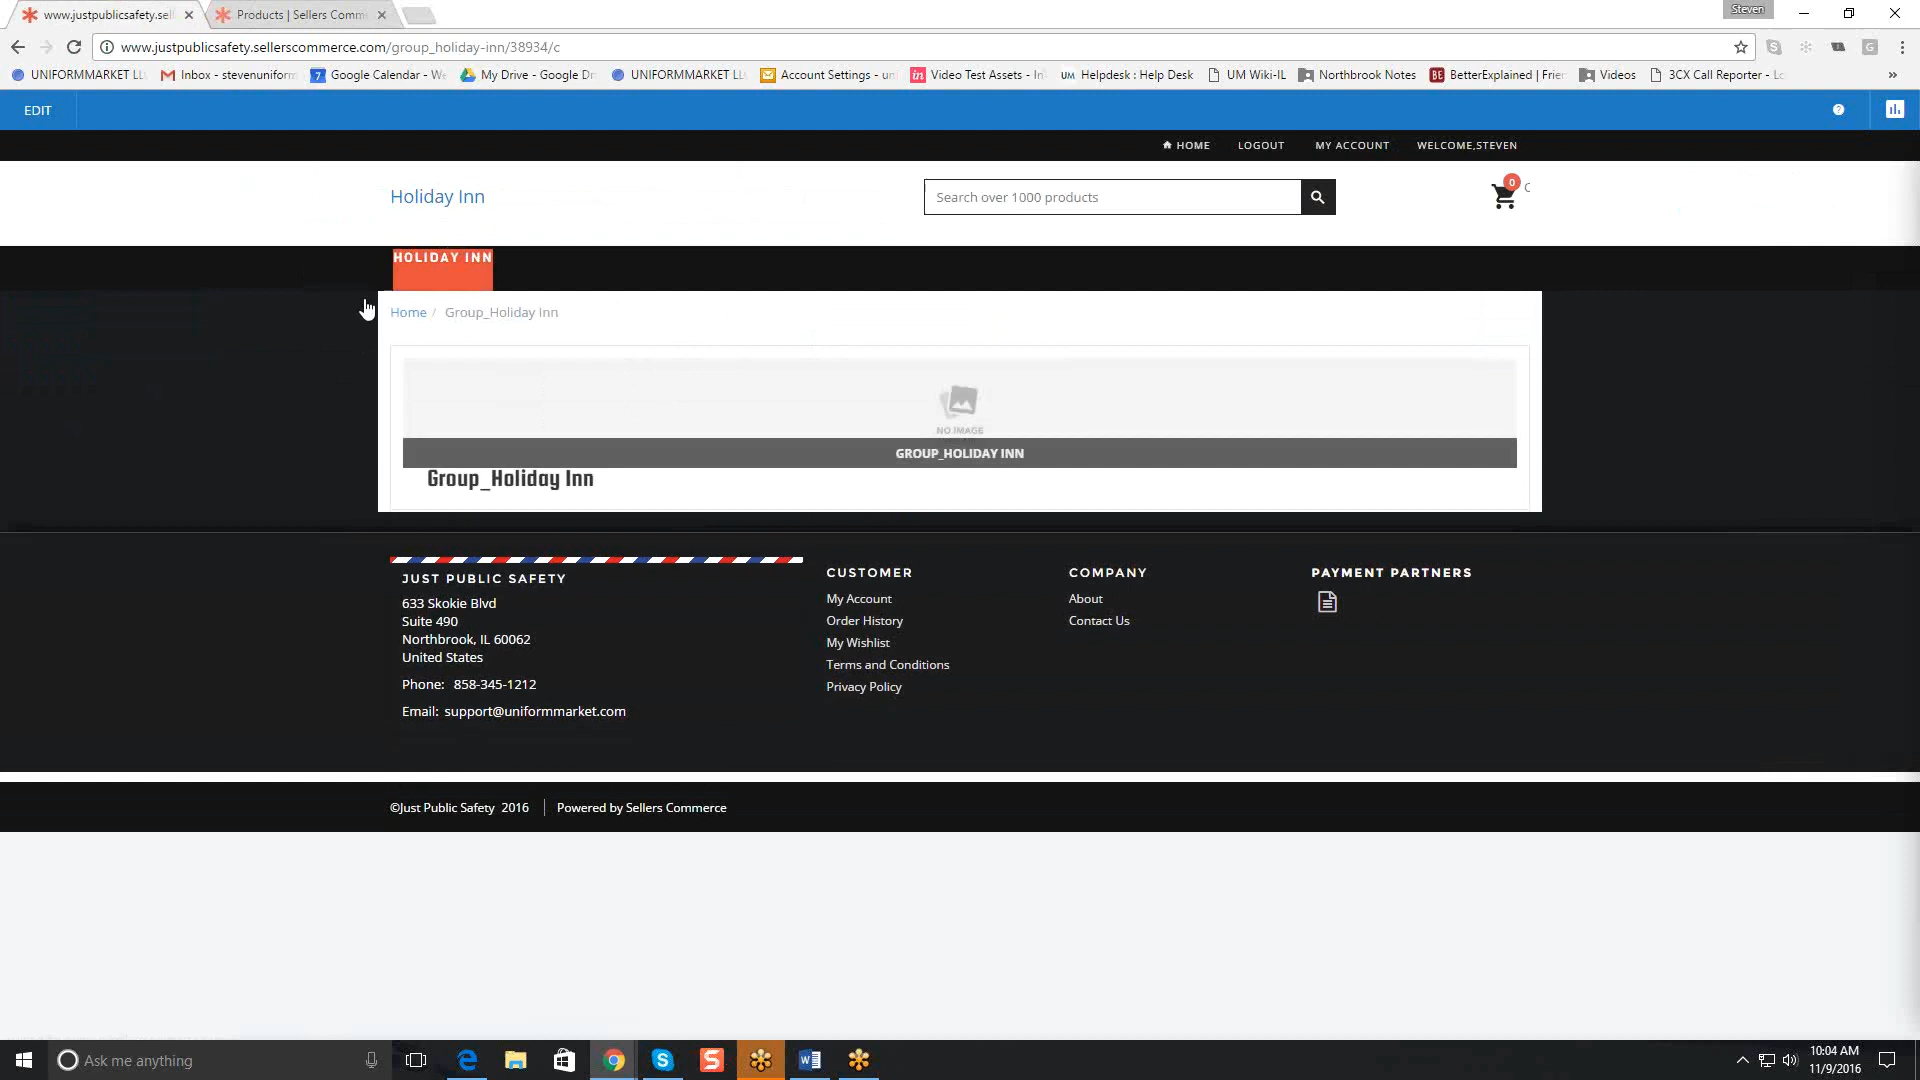 www.justpublicsafety.sel
Products | Sellers Comm
Steven
www.justpublicsafety.sellerscommerce.com/group_holiday-inn/38934/c
UNIFORMMARKET LL
Inbox - stevenuniform
7
Google Calendar - We
My Drive - Google Dr
UNIFORMMARKET LL
Account Settings - un
in
Video Test Assets - In
UM
Helpdesk : Help Desk
UM Wiki-IL
Northbrook Notes
BE
BetterExplained | Frie
Videos
3CX Call Reporter - Lo
EDIT
HOME
LOGOUT
MY ACCOUNT
WELCOME,STEVEN
Holiday Inn
Search over 1000 products
0
HOLIDAY INN
Home / Group_Holiday Inn
NO IMAGE
GROUP_HOLIDAY INN
Group_Holiday Inn
JUST PUBLIC SAFETY
633 Skokie Blvd
Suite 490
Northbrook, IL 60062
United States
Phone: 858-345-1212
Email: support@uniformmarket.com
CUSTOMER
My Account
Order History
My Wishlist
Terms and Conditions
Privacy Policy
COMPANY
About
Contact Us
PAYMENT PARTNERS
©Just Public Safety 2016
Powered by Sellers Commerce
Ask me anything
10:04 AM
11/9/2016